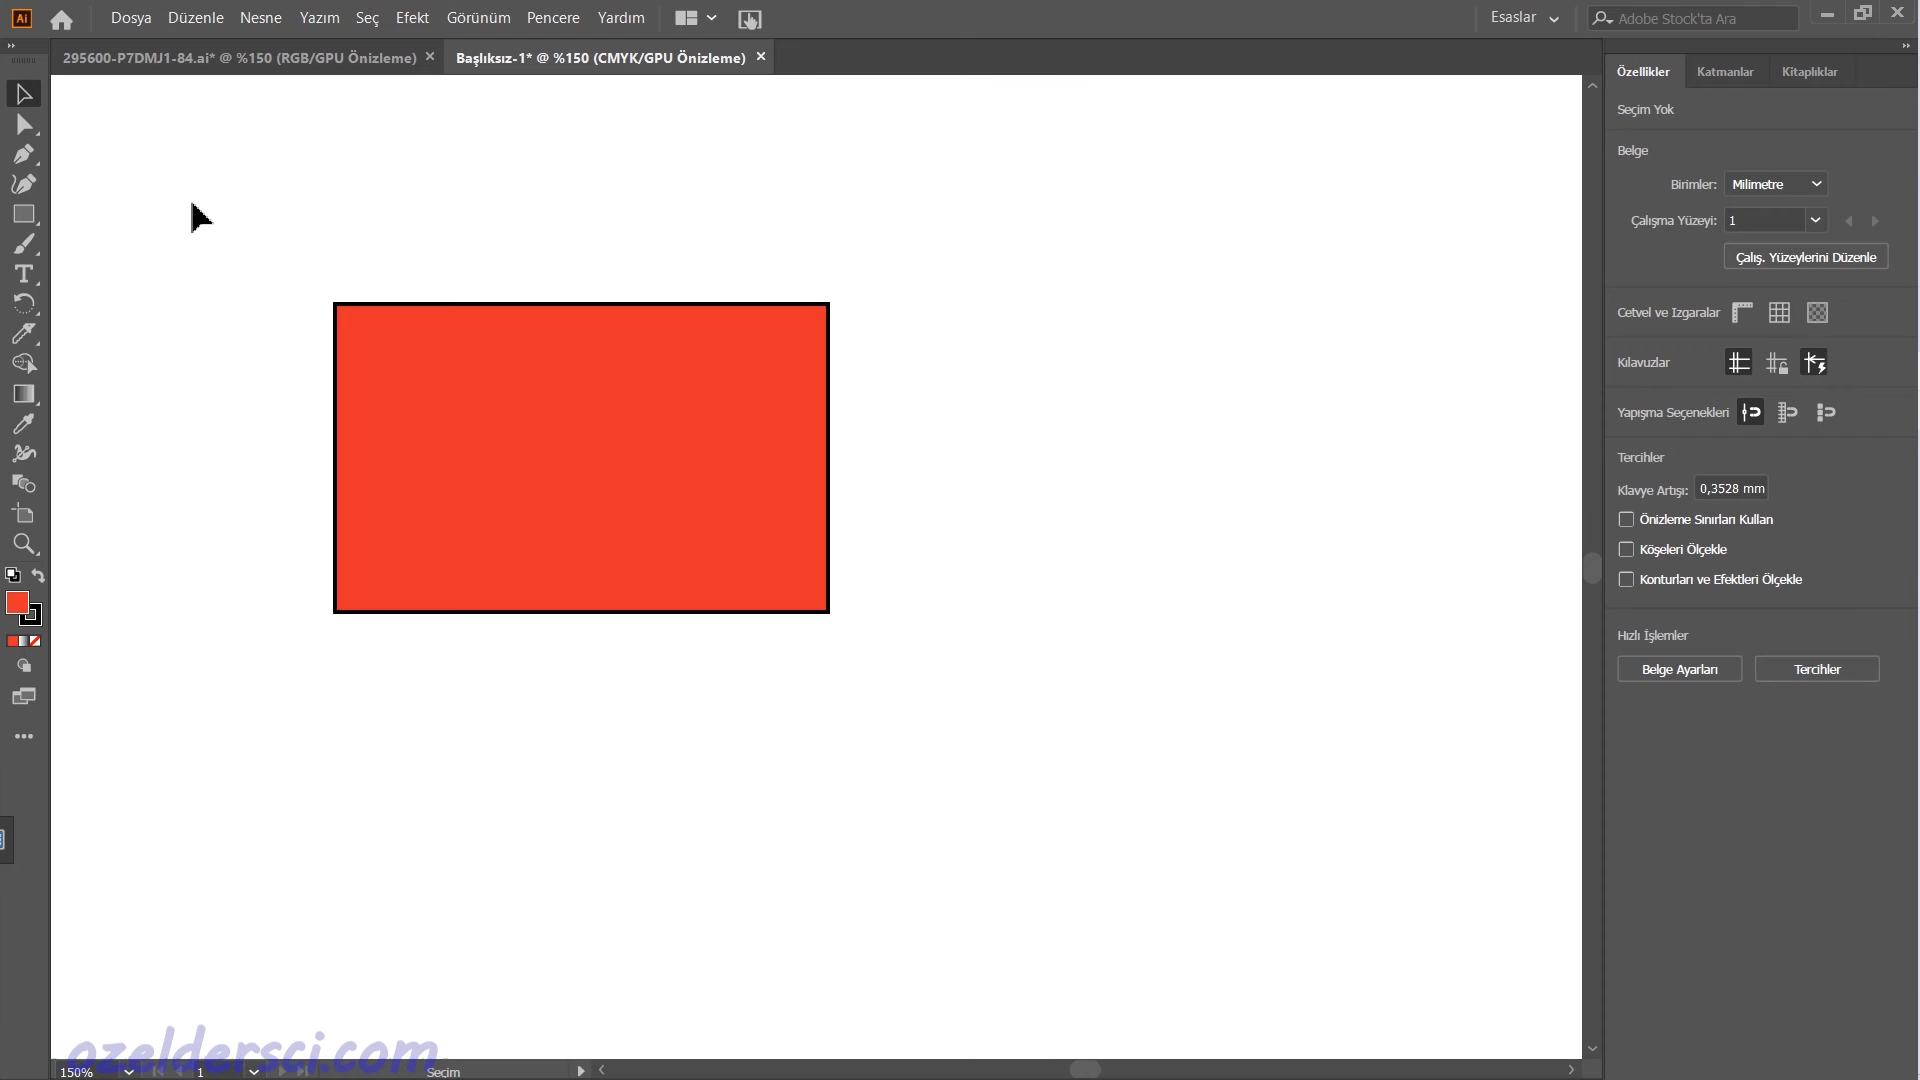 Ai Dosya Düzenle Nesne Yazım Seç Efekt Görünüm Pencere Yardım Esaslar Adobe Stock'ta Ara
295600-P7DMJ1-84.ai* @ %150 (RGB/GPU Önizleme) Başlıksız-1* @ %150 (CMYK/GPU Önizleme)
Özellikler Katmanlar Kitaplıklar
Seçim Yok
Belge
Birimler: Milimetre
Çalışma Yüzeyi: 1
Çalış. Yüzeylerini Düzenle
Cetvel ve Izgaralar
Kılavuzlar
Yapışma Seçenekleri
Tercihler
Klavye Artışı: 0,3528 mm
Önizleme Sınırları Kullan
Köşeleri Ölçekle
Konturları ve Efektleri Ölçekle
Hızlı İşlemler
Belge Ayarları Tercihler
ozeldersci.com
150% 1 Seçim